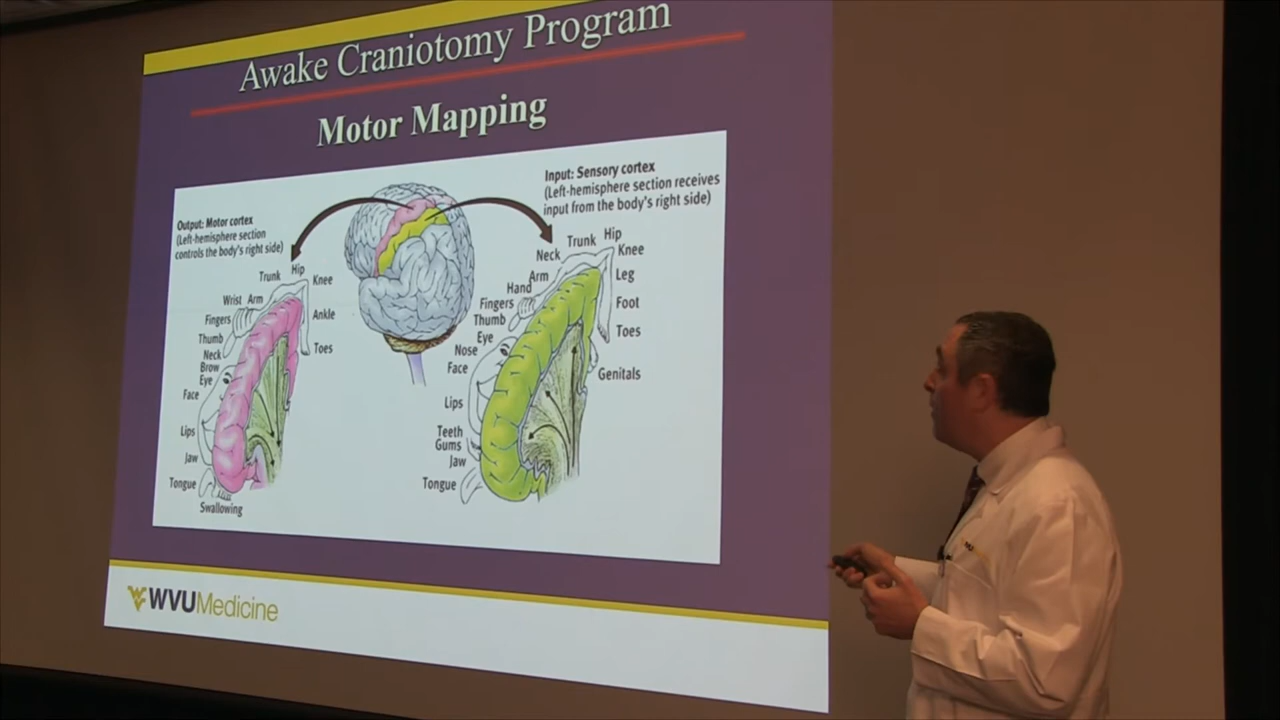 Awake Craniotomy Program
Motor Mapping
Output: Motor cortex
(Left-hemisphere section
controls the body's right side)
Input: Sensory cortex
(Left-hemisphere section receives
input from the body's right side)
Trunk
Hip
Knee
Wrist
Arm
Ankle
Fingers
Thumb
Toes
Neck
Brow
Eye
Face
Lips
Jaw
Tongue
Swallowing
Trunk
Hip
Neck
Knee
Arm
Leg
Hand
Fingers
Foot
Thumb
Toes
Eye
Nose
Face
Genitals
Lips
Teeth
Gums
Jaw
Tongue
WVUMedicine